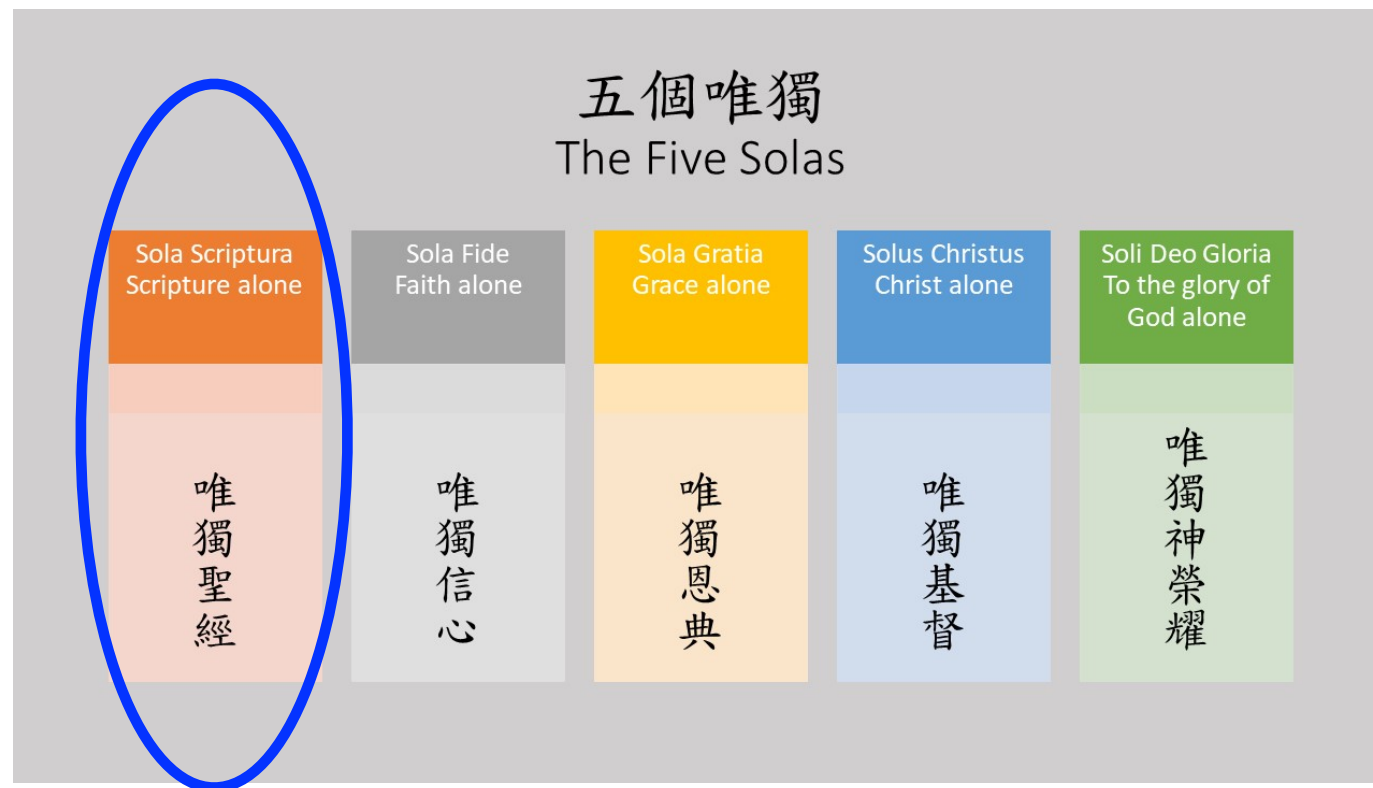 五個唯獨
The Five Solas
Sola Scriptura
Scripture alone
Sola Fide
Faith alone
Sola Gratia
Grace alone
Solus Christus
Christ alone
Soli Deo Gloria
To the glory of
God alone
唯獨聖經
唯獨信心
唯獨恩典
唯獨基督
唯獨神榮耀